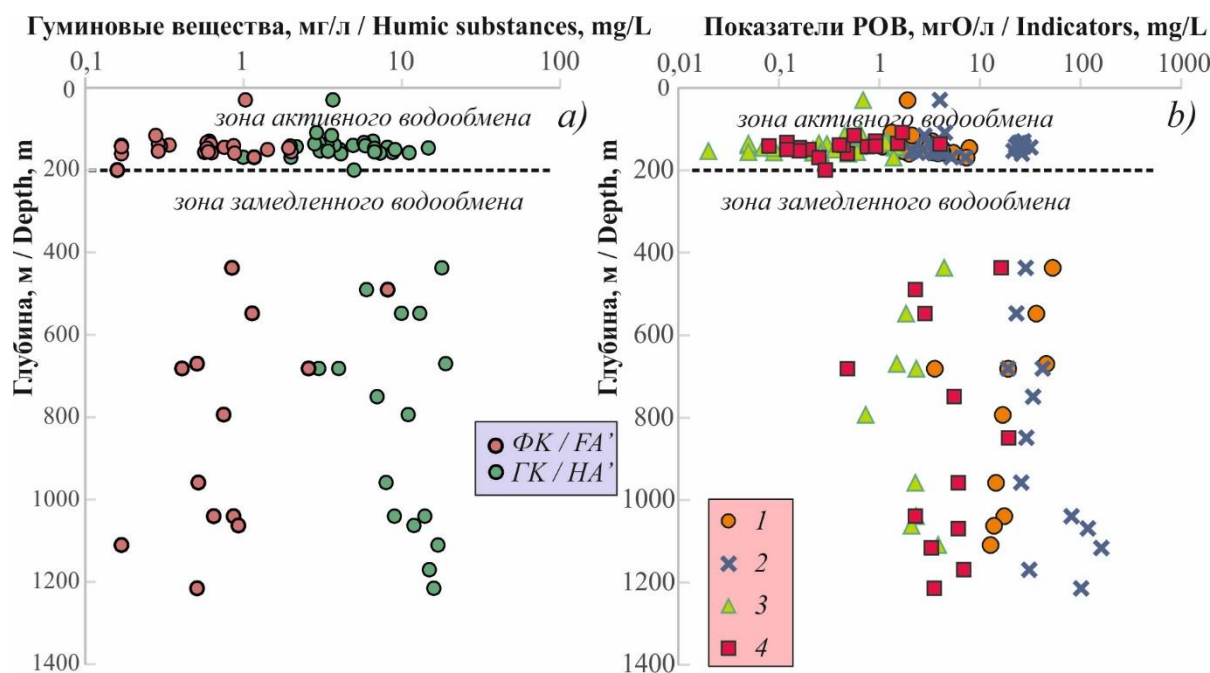 Гуминовые вещества, мг/л / Humic substances, mg/L
0,1 1 10 100
Глубина, м / Depth, m
0
200
400
600
800
1000
1200
1400
a)
зона активного водообмена
зона замедленного водообмена
ФК / FA’
ГК / HA’
Показатели РОВ, мгО/л / Indicators, mg/L
0,01 0,1 1 10 100 1000
Глубина, м / Depth, m
0
200
400
600
800
1000
1200
1400
b)
зона активного водообмена
зона замедленного водообмена
1
2
3
4